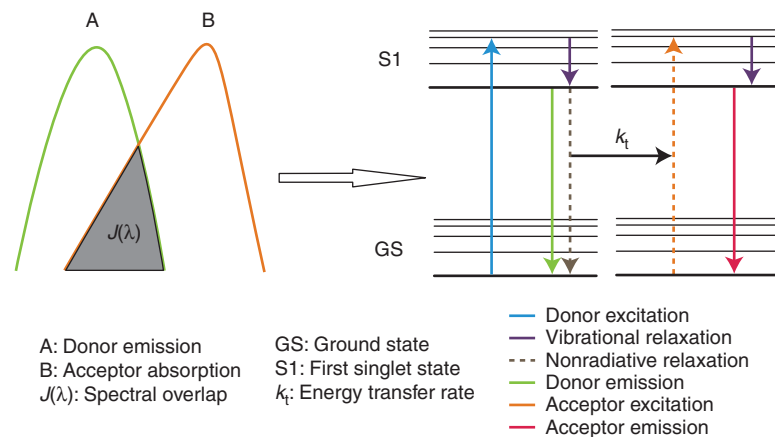 A B
J(λ)
S1
GS
kt
A: Donor emission
B: Acceptor absorption
J(λ): Spectral overlap
GS: Ground state
S1: First singlet state
kt: Energy transfer rate
Donor excitation
Vibrational relaxation
Nonradiative relaxation
Donor emission
Acceptor excitation
Acceptor emission